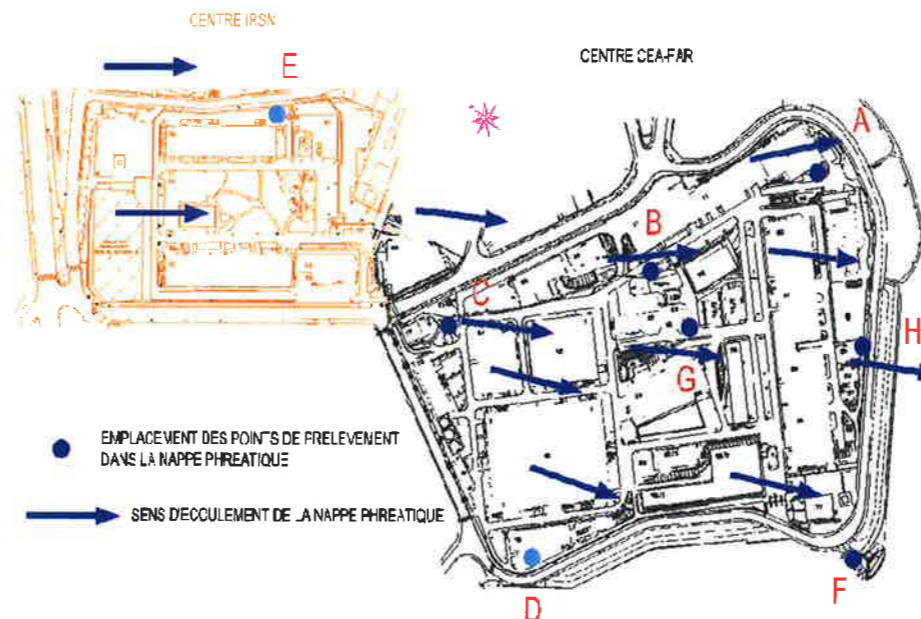 CENTRE IRSN
E
CENTRE CEA-FAR
A
B
C
H
G
EMPLACEMENT DES POINTS DE PRELEVEMENT
DANS LA NAPPE PHREATIQUE
SENS D'ECOULEMENT DE LA NAPPE PHREATIQUE
D
F